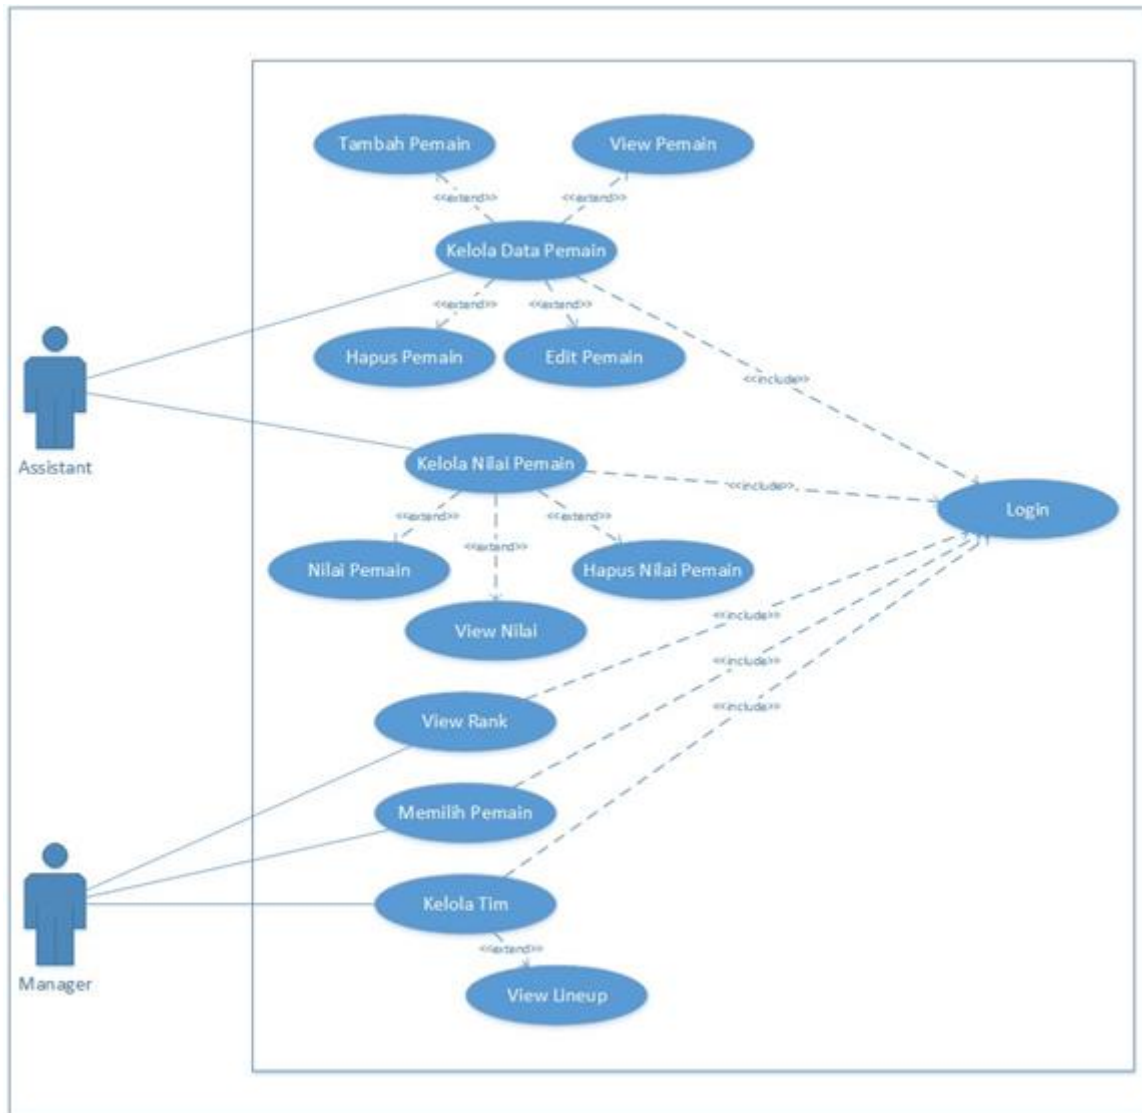 Tambah Pemain
View Pemain
<<extend>>
<<extend>>
Kelola Data Pemain
<<extend>>
<<extend>>
Hapus Pemain
Edit Pemain
<<include>>
Assistant
Kelola Nilai Pemain
<<include>>
Login
<<extend>>
<<extend>>
<<extend>>
Nilai Pemain
Hapus Nilai Pemain
View Nilai
<<include>>
<<include>>
<<include>>
View Rank
Memilih Pemain
Kelola Tim
<<extend>>
Manager
View Lineup